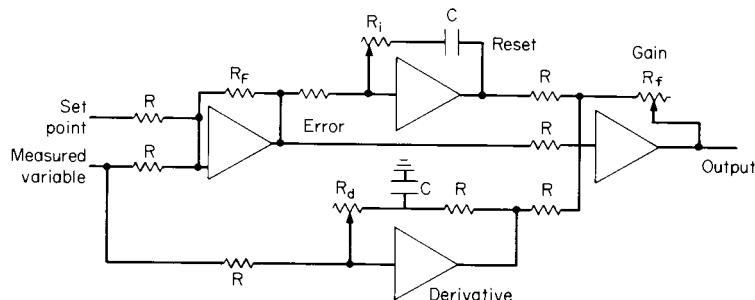 R_i
C
Reset
Gain
R_F
R
R_f
Set
point
R
Error
R
Measured
variable
R
Output
R_d
C
R
R
R
Derivative